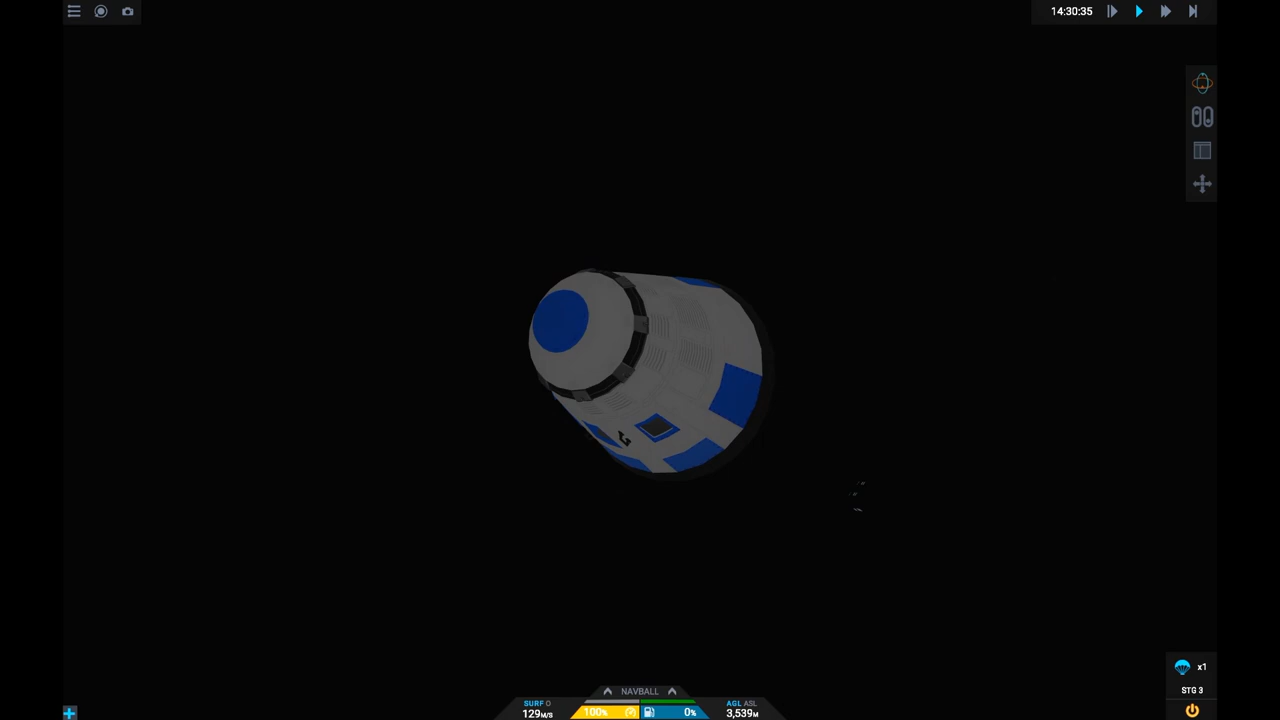 14:30:35
x1
STG 3
NAVBALL
SURF O
AGL ASL
129M/S
100%
0%
3,539M